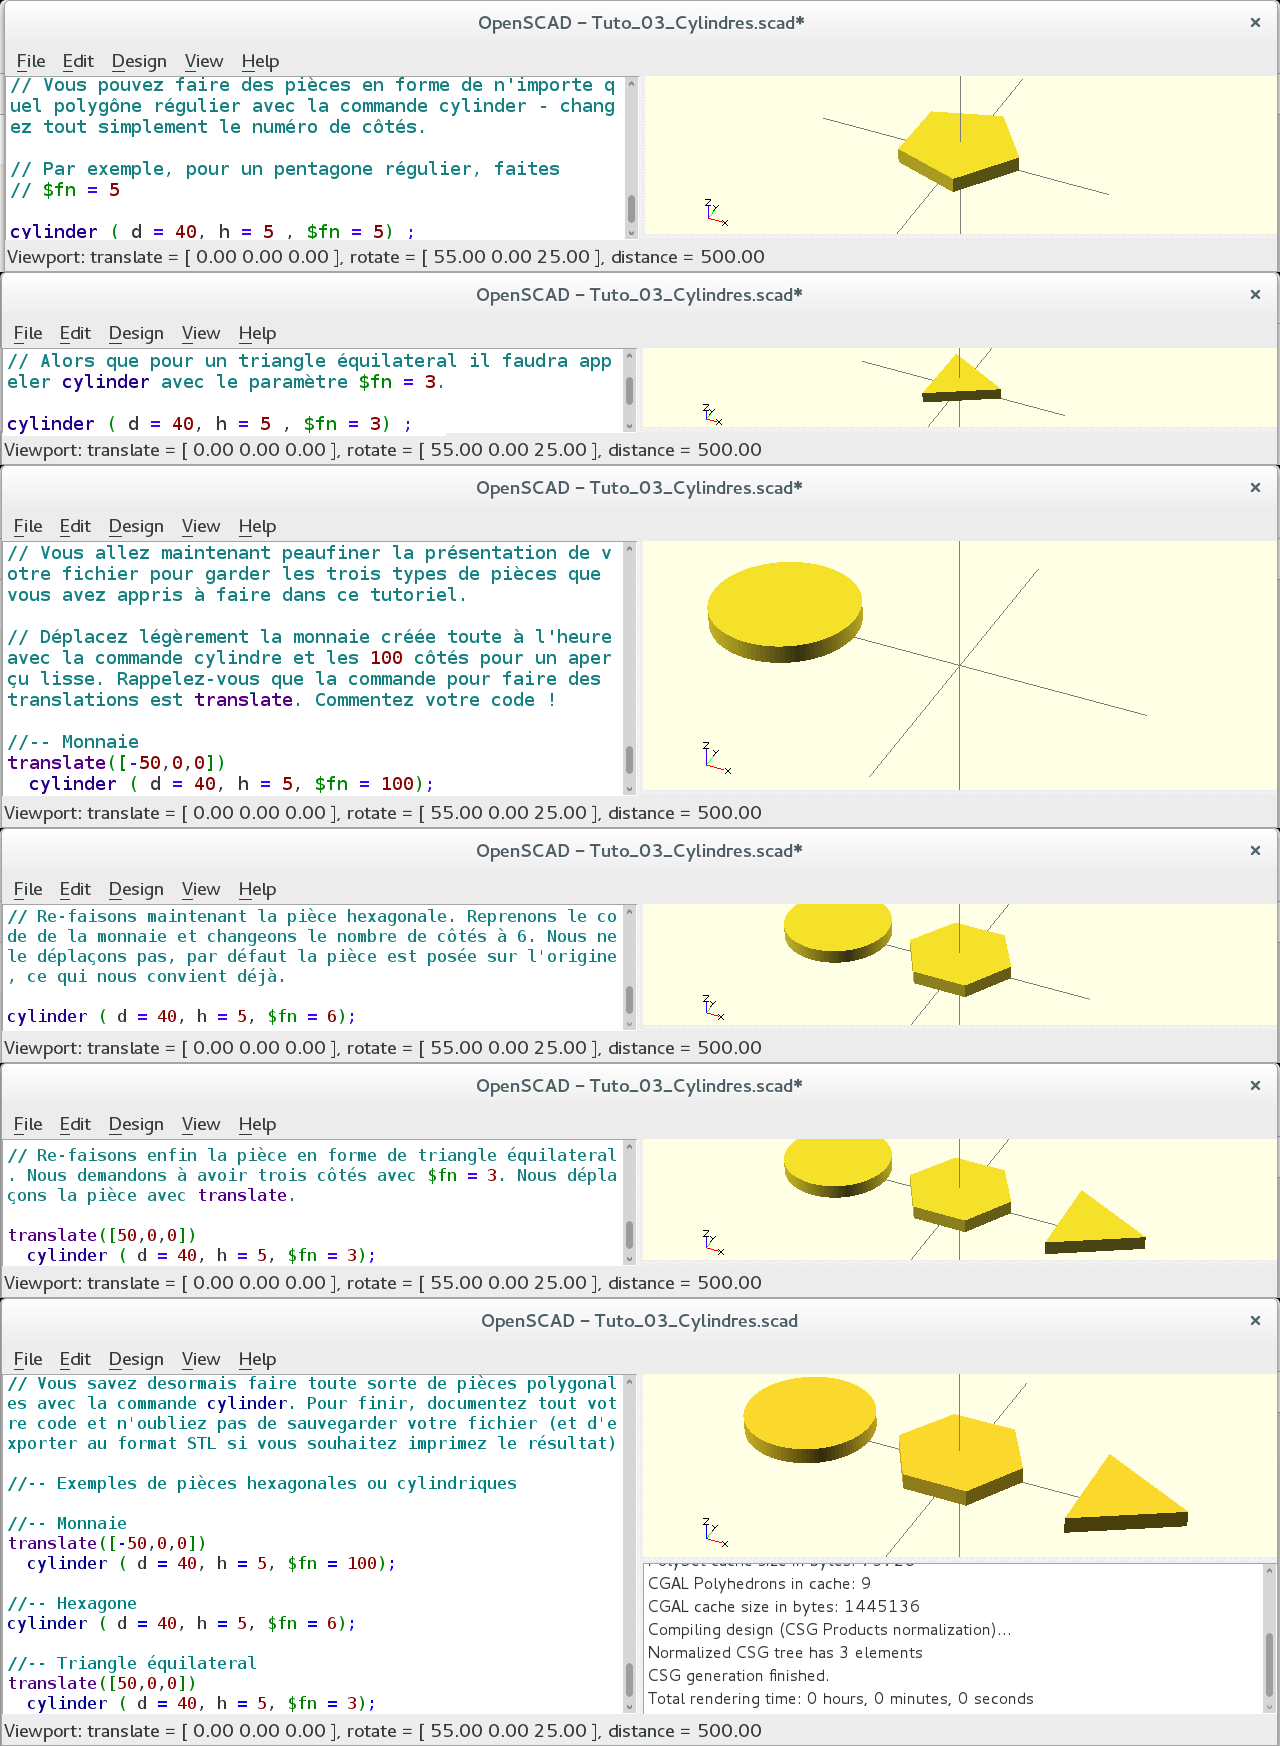 OpenSCAD – Tuto_03_Cylindres.scad*
File Edit Design View Help
// Vous pouvez faire des pièces en forme de n'importe q
uel polygône régulier avec la commande cylinder - chang
ez tout simplement le numéro de côtés.
// Par exemple, pour un pentagone régulier, faites
// $fn = 5
cylinder ( d = 40, h = 5 , $fn = 5) ;
Z
Y
X
Viewport: translate = [ 0.00 0.00 0.00 ], rotate = [ 55.00 0.00 25.00 ], distance = 500.00
OpenSCAD – Tuto_03_Cylindres.scad*
File Edit Design View Help
// Alors que pour un triangle équilateral il faudra app
eler cylinder avec le paramètre $fn = 3.
cylinder ( d = 40, h = 5 , $fn = 3) ;
Z
Y
X
Viewport: translate = [ 0.00 0.00 0.00 ], rotate = [ 55.00 0.00 25.00 ], distance = 500.00
OpenSCAD – Tuto_03_Cylindres.scad*
File Edit Design View Help
// Vous allez maintenant peaufiner la présentation de v
otre fichier pour garder les trois types de pièces que
vous avez appris à faire dans ce tutoriel.
// Déplacez légèrement la monnaie créée toute à l'heure
avec la commande cylindre et les 100 côtés pour un aper
çu lisse. Rappelez-vous que la commande pour faire des
translations est translate. Commentez votre code !
//-- Monnaie
translate([-50,0,0])
cylinder ( d = 40, h = 5, $fn = 100);
Z
Y
X
Viewport: translate = [ 0.00 0.00 0.00 ], rotate = [ 55.00 0.00 25.00 ], distance = 500.00
OpenSCAD – Tuto_03_Cylindres.scad*
File Edit Design View Help
// Re-faisons maintenant la pièce hexagonale. Reprenons le co
de de la monnaie et changeons le nombre de côtés à 6. Nous ne
le déplaçons pas, par défaut la pièce est posée sur l'origine
, ce qui nous convient déjà.
cylinder ( d = 40, h = 5, $fn = 6);
Z
Y
X
Viewport: translate = [ 0.00 0.00 0.00 ], rotate = [ 55.00 0.00 25.00 ], distance = 500.00
OpenSCAD – Tuto_03_Cylindres.scad*
File Edit Design View Help
// Re-faisons enfin la pièce en forme de triangle équilateral
. Nous demandons à avoir trois côtés avec $fn = 3. Nous dépla
çons la pièce avec translate.
translate([50,0,0])
cylinder ( d = 40, h = 5, $fn = 3);
Z
Y
X
Viewport: translate = [ 0.00 0.00 0.00 ], rotate = [ 55.00 0.00 25.00 ], distance = 500.00
OpenSCAD – Tuto_03_Cylindres.scad
File Edit Design View Help
// Vous savez desormais faire toute sorte de pièces polygonal
es avec la commande cylinder. Pour finir, documentez tout vot
re code et n'oubliez pas de sauvegarder votre fichier (et d'e
xporter au format STL si vous souhaitez imprimez le résultat)
//-- Exemples de pièces hexagonales ou cylindriques
//-- Monnaie
translate([-50,0,0])
cylinder ( d = 40, h = 5, $fn = 100);
//-- Hexagone
cylinder ( d = 40, h = 5, $fn = 6);
//-- Triangle équilateral
translate([50,0,0])
cylinder ( d = 40, h = 5, $fn = 3);
Z
Y
X
PolySet cache size in bytes:
CGAL Polyhedrons in cache: 9
CGAL cache size in bytes: 1445136
Compiling design (CSG Products normalization)...
Normalized CSG tree has 3 elements
CSG generation finished.
Total rendering time: 0 hours, 0 minutes, 0 seconds
Viewport: translate = [ 0.00 0.00 0.00 ], rotate = [ 55.00 0.00 25.00 ], distance = 500.00